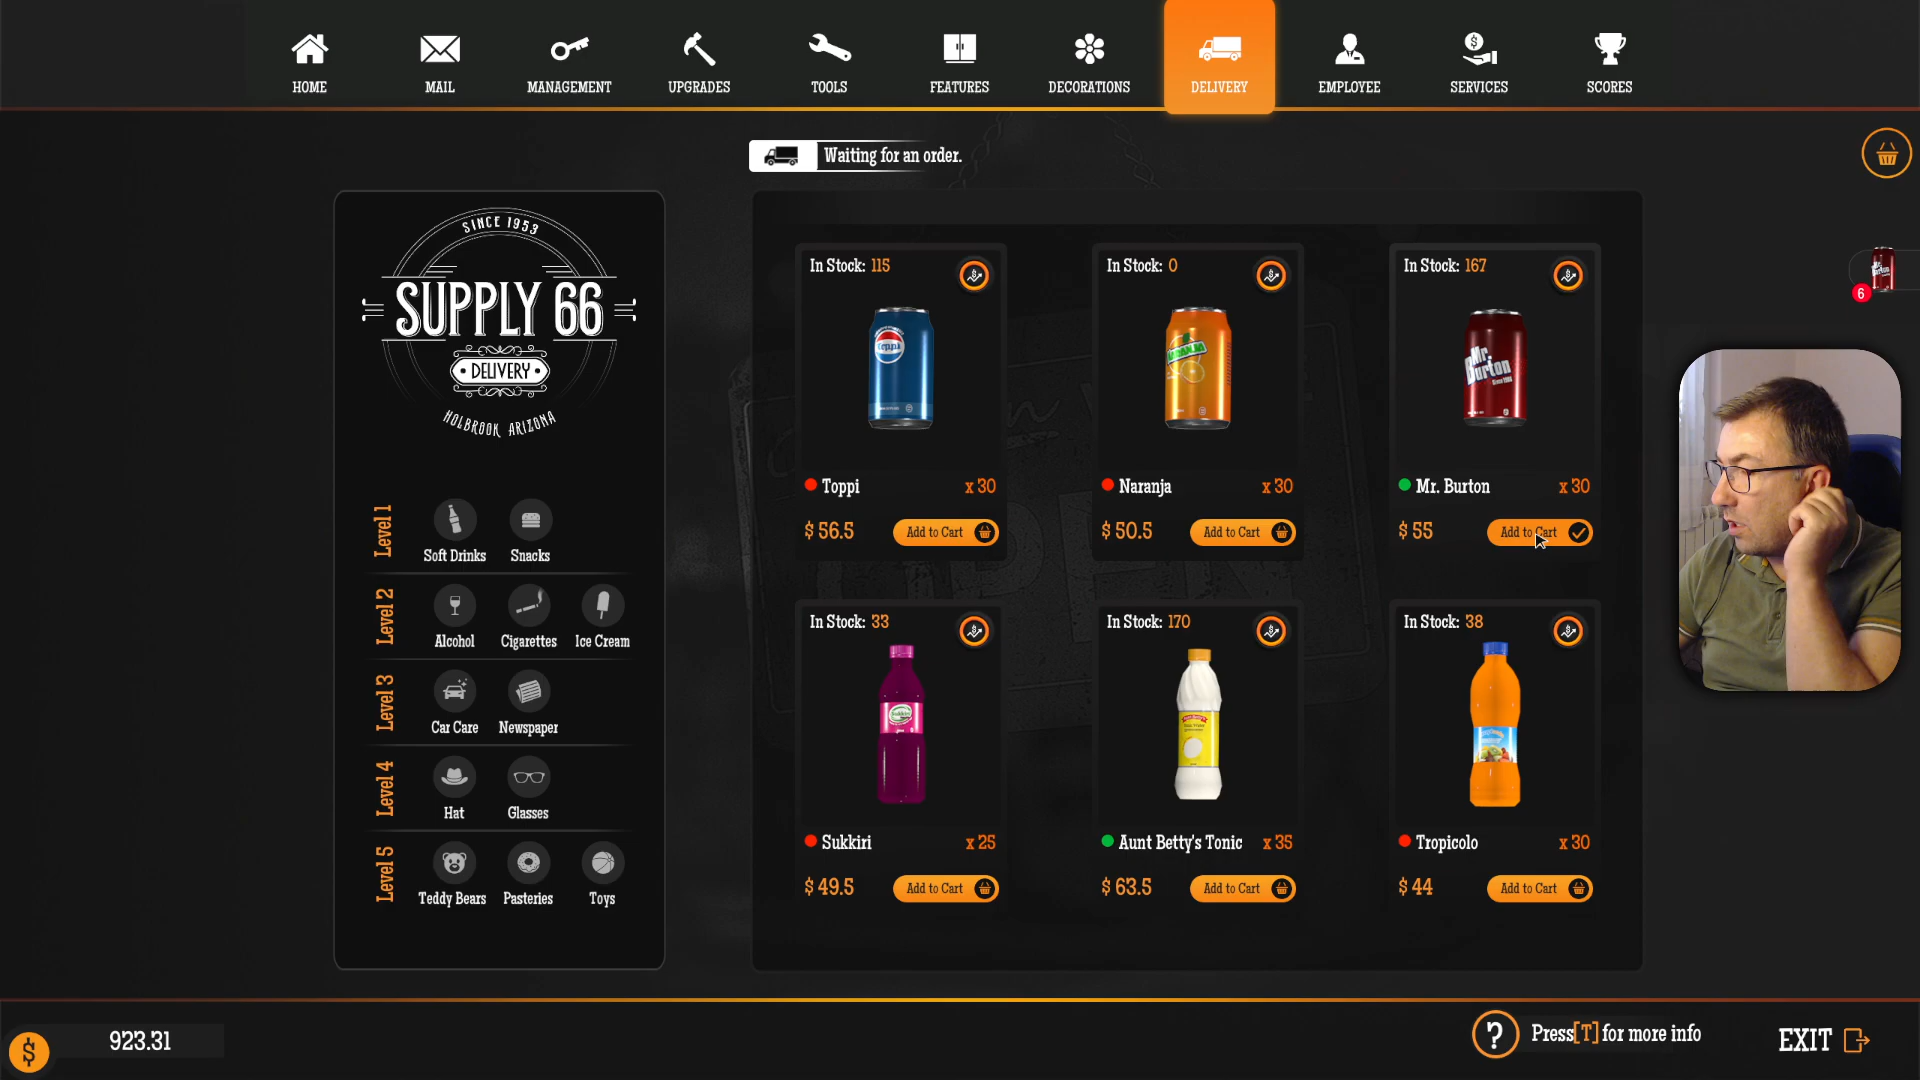 HOME
MAIL
MANAGEMENT
UPGRADES
TOOLS
FEATURES
DECORATIONS
DELIVERY
EMPLOYEE
SERVICES
SCORES
Waiting for an order.
SINCE 1953
SUPPLY 66
DELIVERY
HOLBROOK, ARIZONA
Level 1
Soft Drinks
Snacks
Level 2
Alcohol
Cigarettes
Ice Cream
Level 3
Car Care
Newspaper
Level 4
Hat
Glasses
Level 5
Teddy Bears
Pasteries
Toys
In Stock: 115
Toppi
Toppi x 30
$ 56.5 Add to Cart
In Stock: 0
NARANJA
Naranja x 30
$ 50.5 Add to Cart
In Stock: 167
Mr. Burton
Mr. Burton x 30
$ 55 Add to Cart
In Stock: 33
Sukkiri
Sukkiri x 25
$ 49.5 Add to Cart
In Stock: 170
Aunt Betty's Tonic x 35
$ 63.5 Add to Cart
In Stock: 38
Tropicolo x 30
$ 44 Add to Cart
6
$ 923.31
? Press[T] for more info
EXIT